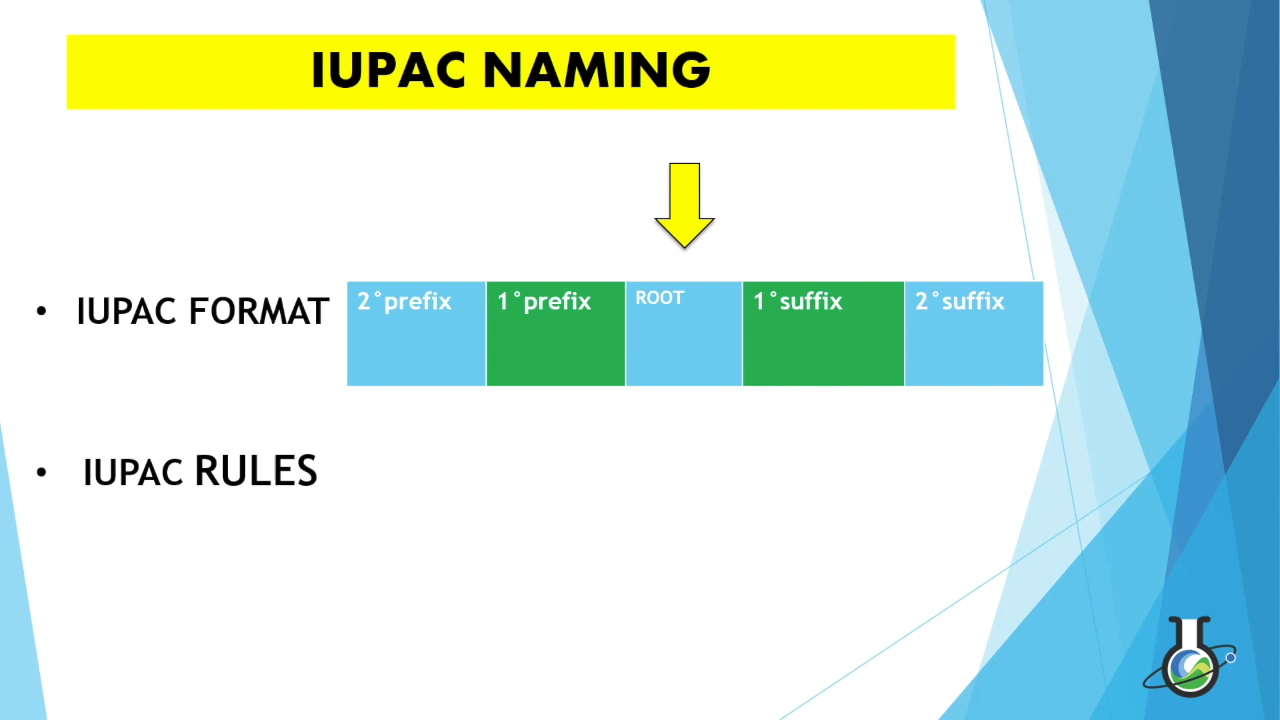 IUPAC NAMING
• IUPAC FORMAT
2°prefix 1°prefix ROOT 1°suffix 2°suffix
• IUPAC RULES